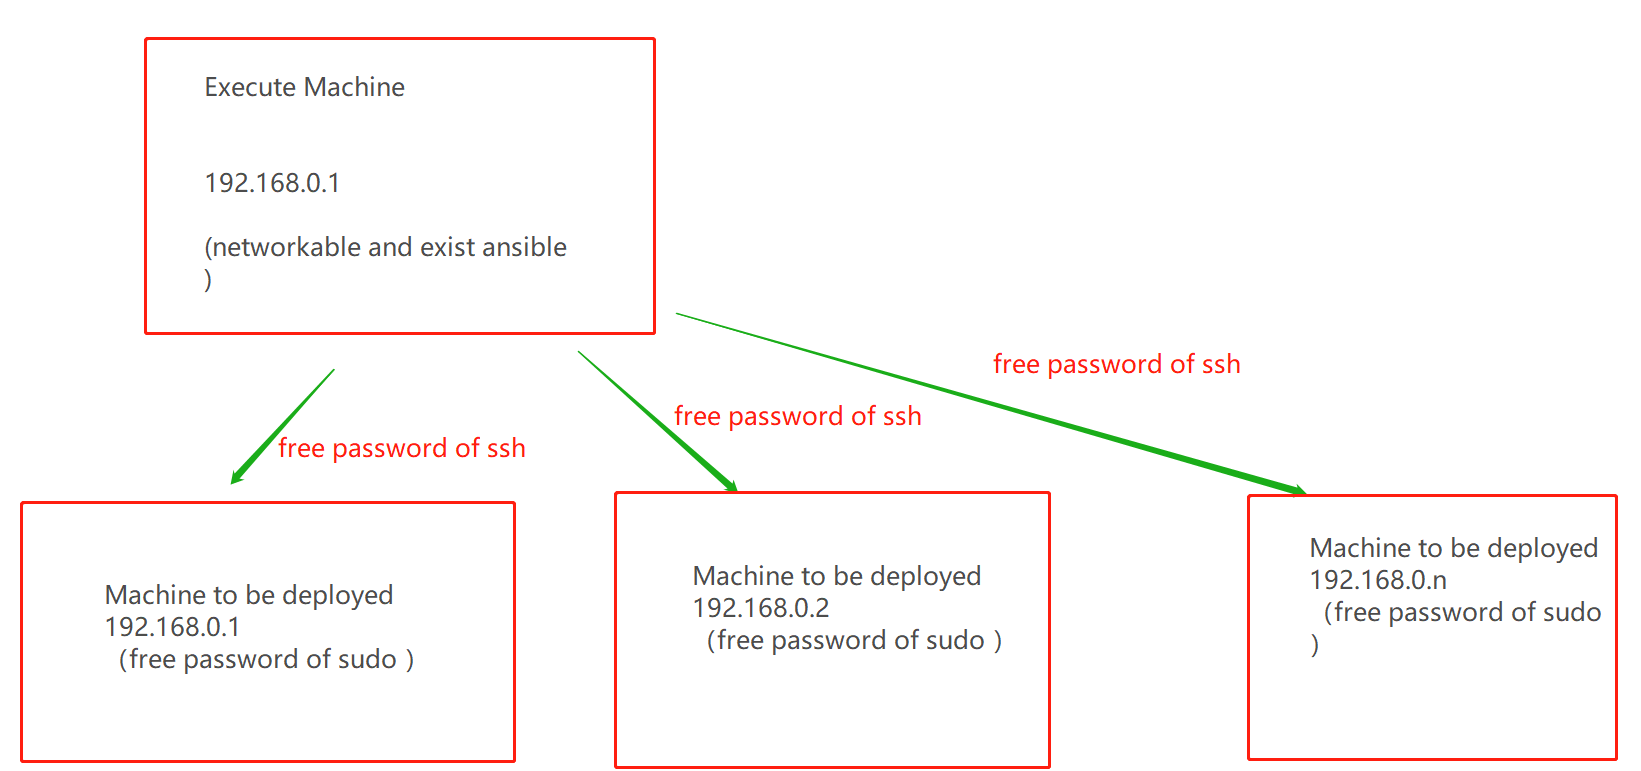 Execute Machine
192.168.0.1
(networkable and exist ansible
)
free password of ssh
free password of ssh
free password of ssh
Machine to be deployed
192.168.0.1
（free password of sudo ）
Machine to be deployed
192.168.0.2
（free password of sudo ）
Machine to be deployed
192.168.0.n
（free password of sudo
）